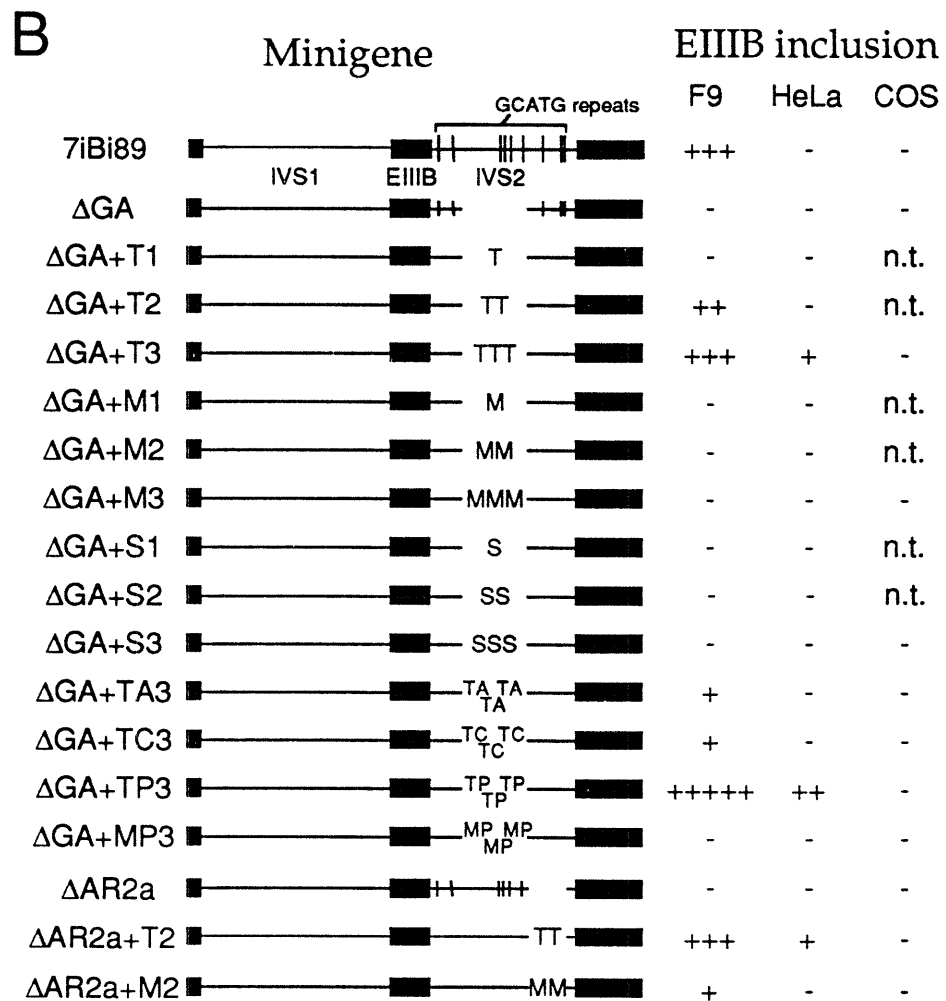 B
Minigene EIIIB inclusion
F9 HeLa COS
GCATG repeats
7iBi89 +++ - -
IVS1 EIIIB IVS2
ΔGA - - -
ΔGA+T1 T - - n.t.
ΔGA+T2 TT ++ - n.t.
ΔGA+T3 TTT +++ + -
ΔGA+M1 M - - n.t.
ΔGA+M2 MM - - n.t.
ΔGA+M3 MMM - - -
ΔGA+S1 S - - n.t.
ΔGA+S2 SS - - n.t.
ΔGA+S3 SSS - - -
ΔGA+TA3 TA TA + - -
TA
ΔGA+TC3 TC TC + - -
TC
ΔGA+TP3 TP TP +++++ ++ -
TP
ΔGA+MP3 MP MP - - -
MP
ΔAR2a - - -
ΔAR2a+T2 TT +++ + -
ΔAR2a+M2 MM + - -